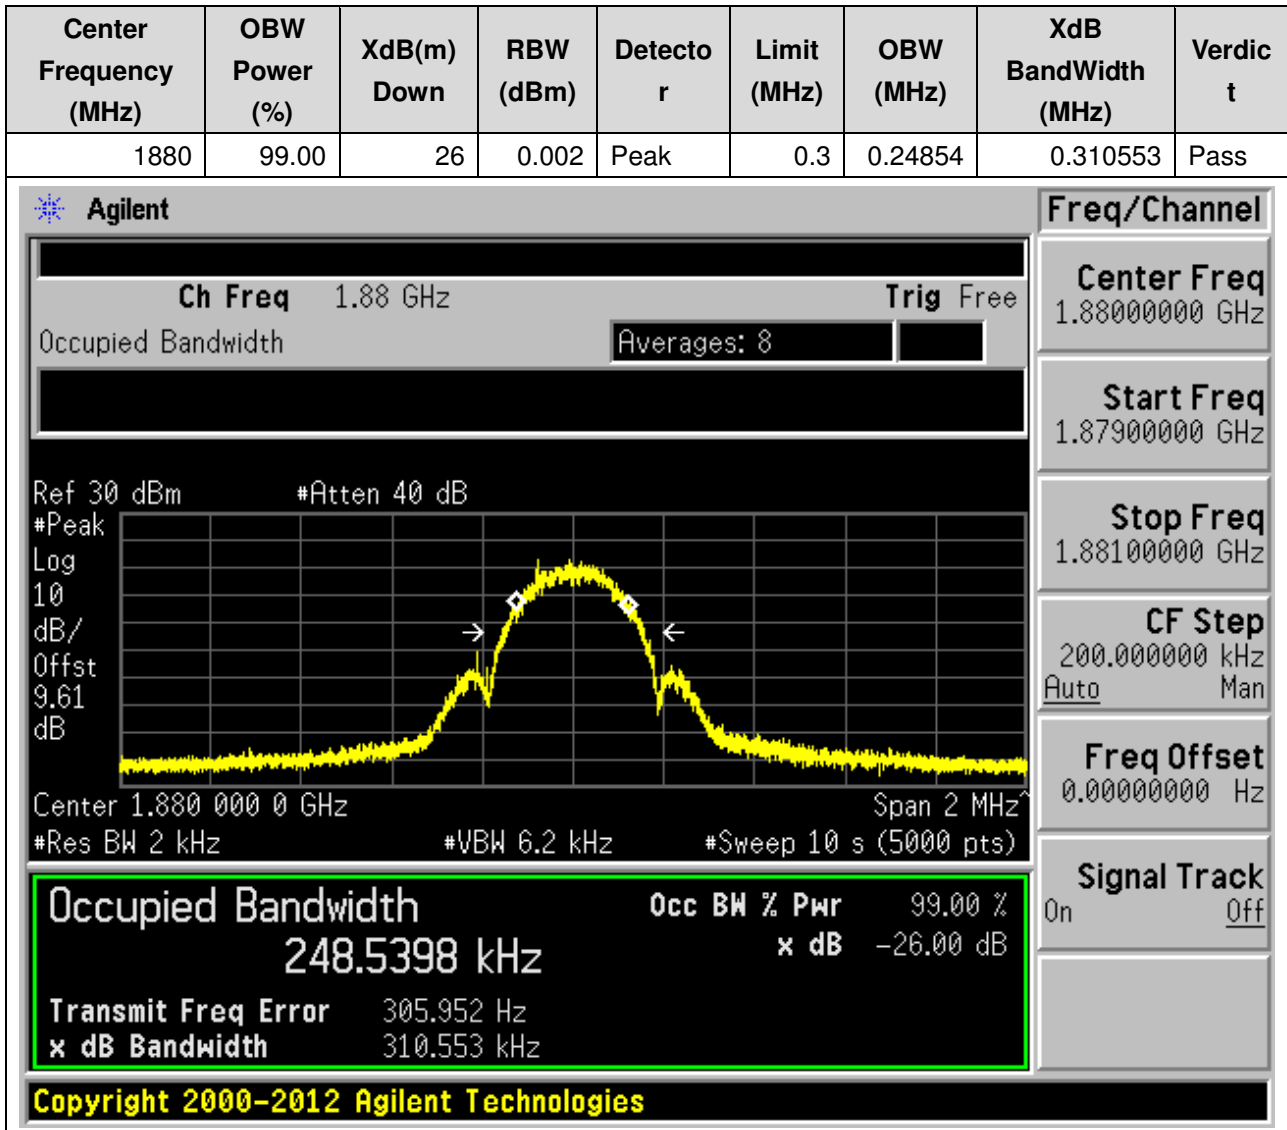 Center Frequency (MHz) OBW Power (%) XdB(m) Down RBW (dBm) Detector Limit (MHz) OBW (MHz) XdB BandWidth (MHz) Verdict
1880 99.00 26 0.002 Peak 0.3 0.24854 0.310553 Pass
Agilent
Freq/Channel
Ch Freq 1.88 GHz Trig Free
Occupied Bandwidth Averages: 8
Center Freq
1.88000000 GHz
Start Freq
1.87900000 GHz
Stop Freq
1.88100000 GHz
CF Step
200.000000 kHz
Auto Man
Freq Offset
0.00000000 Hz
Signal Track
On Off
Ref 30 dBm #Atten 40 dB
#Peak
Log
10
dB/
Offst
9.61
dB
Center 1.880 000 0 GHz Span 2 MHz^
#Res BW 2 kHz #VBW 6.2 kHz #Sweep 10 s (5000 pts)
Occupied Bandwidth Occ BW % Pwr 99.00 %
248.5398 kHz x dB -26.00 dB
Transmit Freq Error 305.952 Hz
x dB Bandwidth 310.553 kHz
Copyright 2000-2012 Agilent Technologies